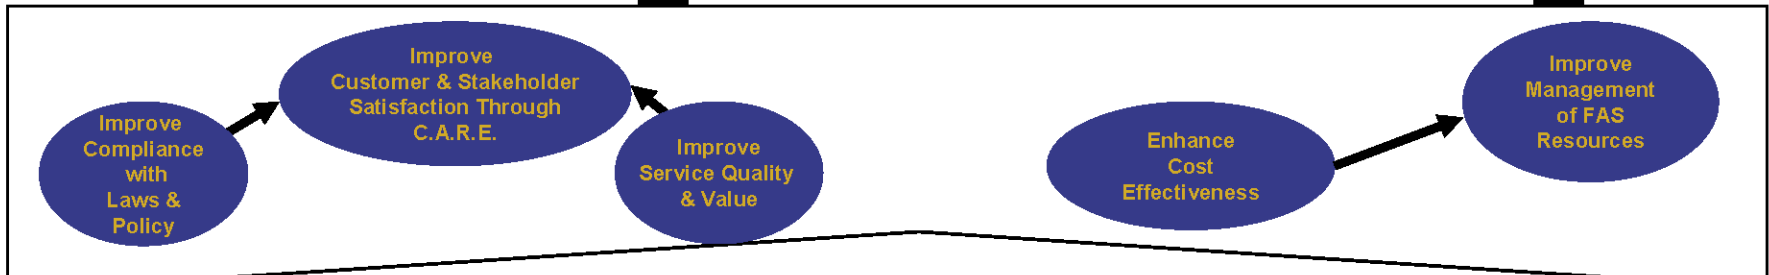 Improve
Compliance
with
Laws &
Policy
Improve
Customer & Stakeholder
Satisfaction Through
C.A.R.E.
Improve
Service Quality
& Value
Enhance
Cost
Effectiveness
Improve
Management
of FAS
Resources